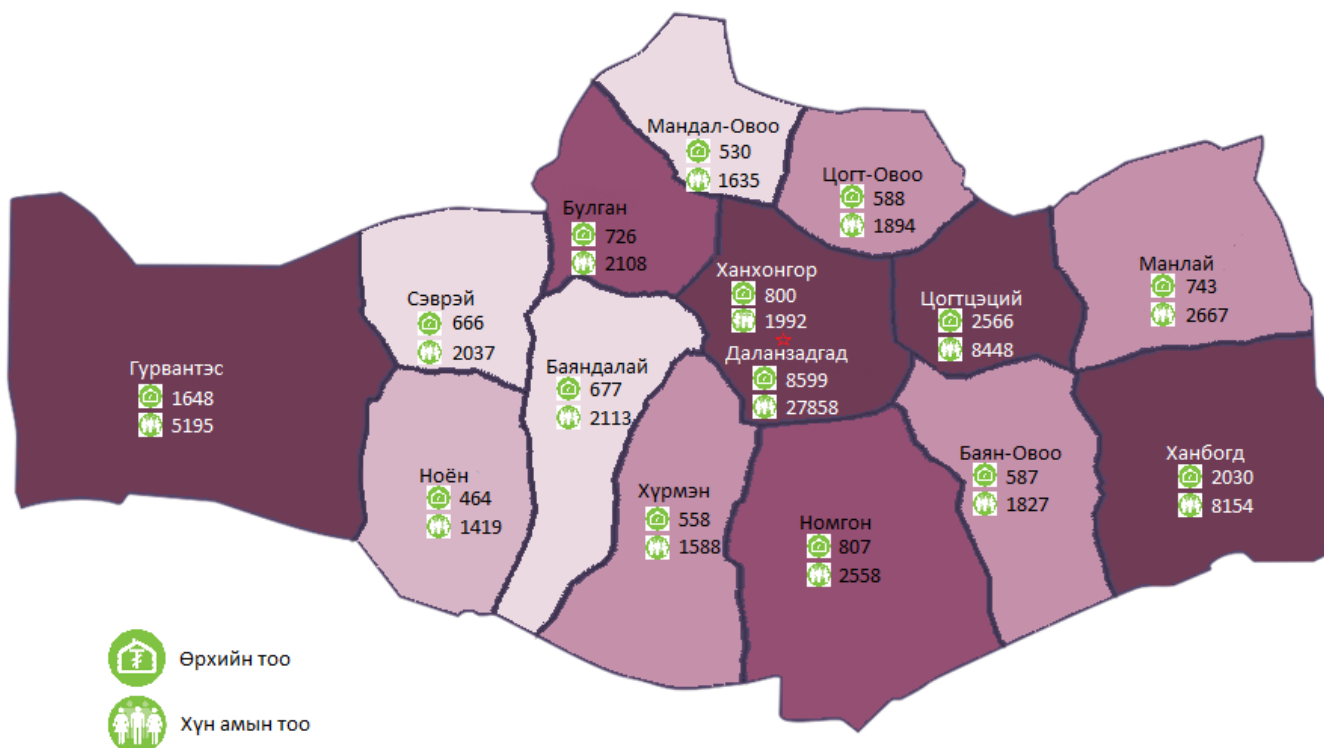 Мандал-Овоо
530
1635
Цогт-Овоо
588
1894
Булган
726
2108
Ханхонгор
800
1992
Манлай
743
2667
Сэврэй
666
2037
Цогтцэций
2566
8448
Гурвантэс
1648
5195
Баяндалай
677
2113
Даланзадгад
8599
27858
Ноён
464
1419
Хүрмэн
558
1588
Номгон
807
2558
Баян-Овоо
587
1827
Ханбогд
2030
8154
Өрхийн тоо
Хүн амын тоо